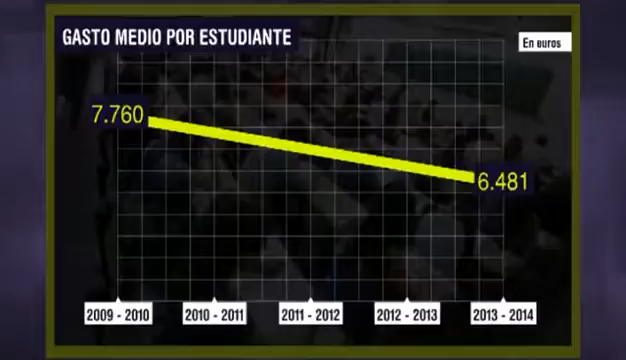 GASTO MEDIO POR ESTUDIANTE
En euros
7.760
6.481
2009 - 2010
2010 - 2011
2011 - 2012
2012 - 2013
2013 - 2014